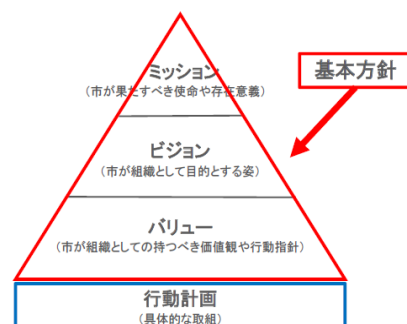 ミッション
(市が果たすべき使命や存在意義)
基本方針
ビジョン
(市が組織として目的とする姿)
バリュー
(市が組織としての持つべき価値観や行動指針)
行動計画
(具体的な取組)